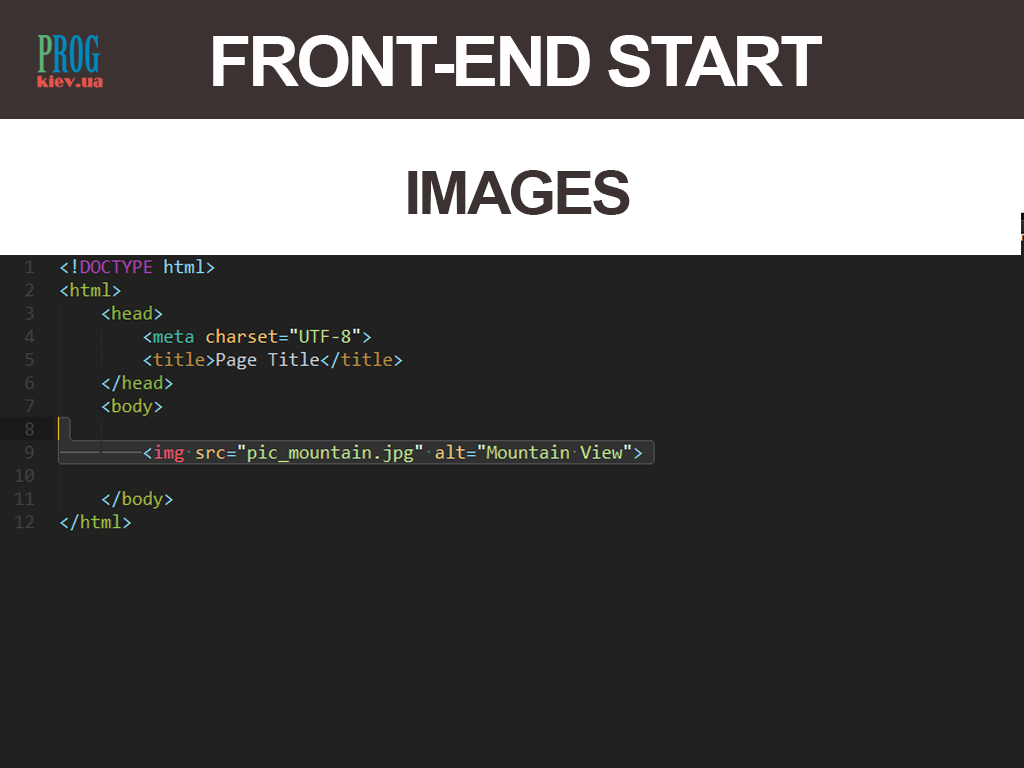 PROG
kiev.ua
FRONT-END START
IMAGES
1 <!DOCTYPE html>
2 <html>
3 <head>
4 <meta charset="UTF-8">
5 <title>Page Title</title>
6 </head>
7 <body>
8
9 <img src="pic_mountain.jpg" alt="Mountain View">
10
11 </body>
12 </html>